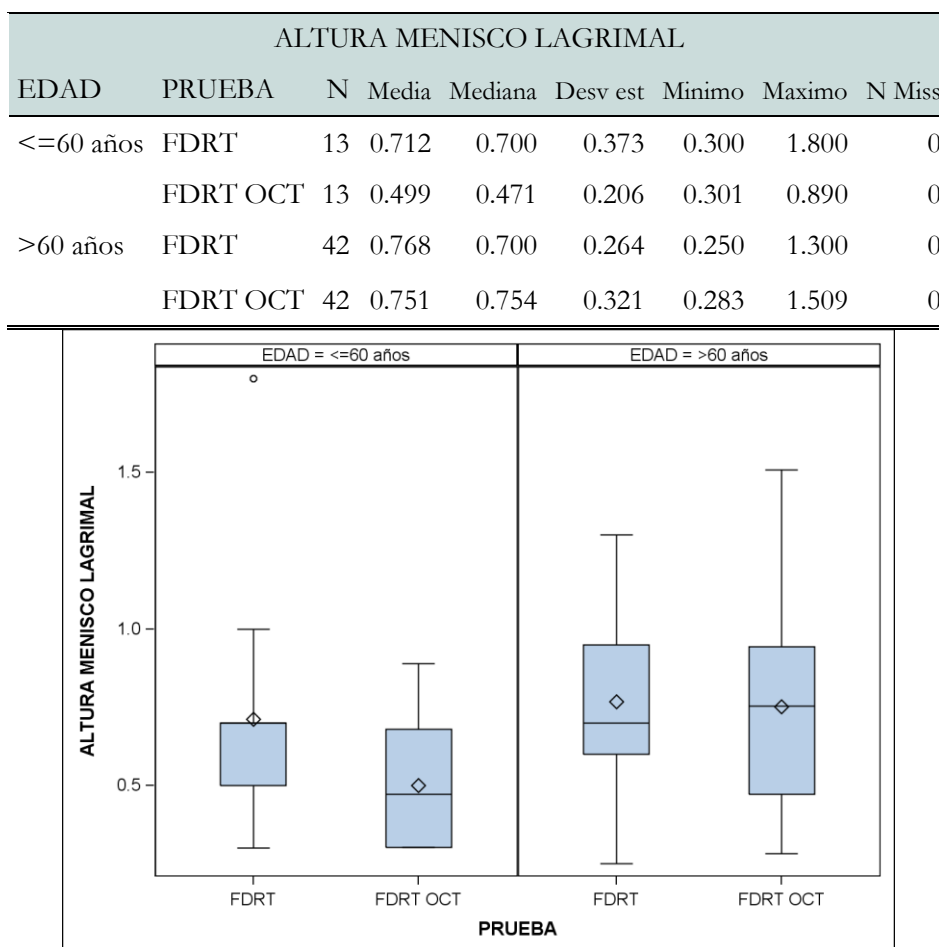 ALTURA MENISCO LAGRIMAL
EDAD PRUEBA N Media Mediana Desv est Minimo Maximo N Miss
<=60 años FDRT 13 0.712 0.700 0.373 0.300 1.800 0
FDRT OCT 13 0.499 0.471 0.206 0.301 0.890 0
>60 años FDRT 42 0.768 0.700 0.264 0.250 1.300 0
FDRT OCT 42 0.751 0.754 0.321 0.283 1.509 0
EDAD = <=60 años EDAD = >60 años
ALTURA MENISCO LAGRIMAL
1.5
1.0
0.5
FDRT FDRT OCT FDRT FDRT OCT
PRUEBA